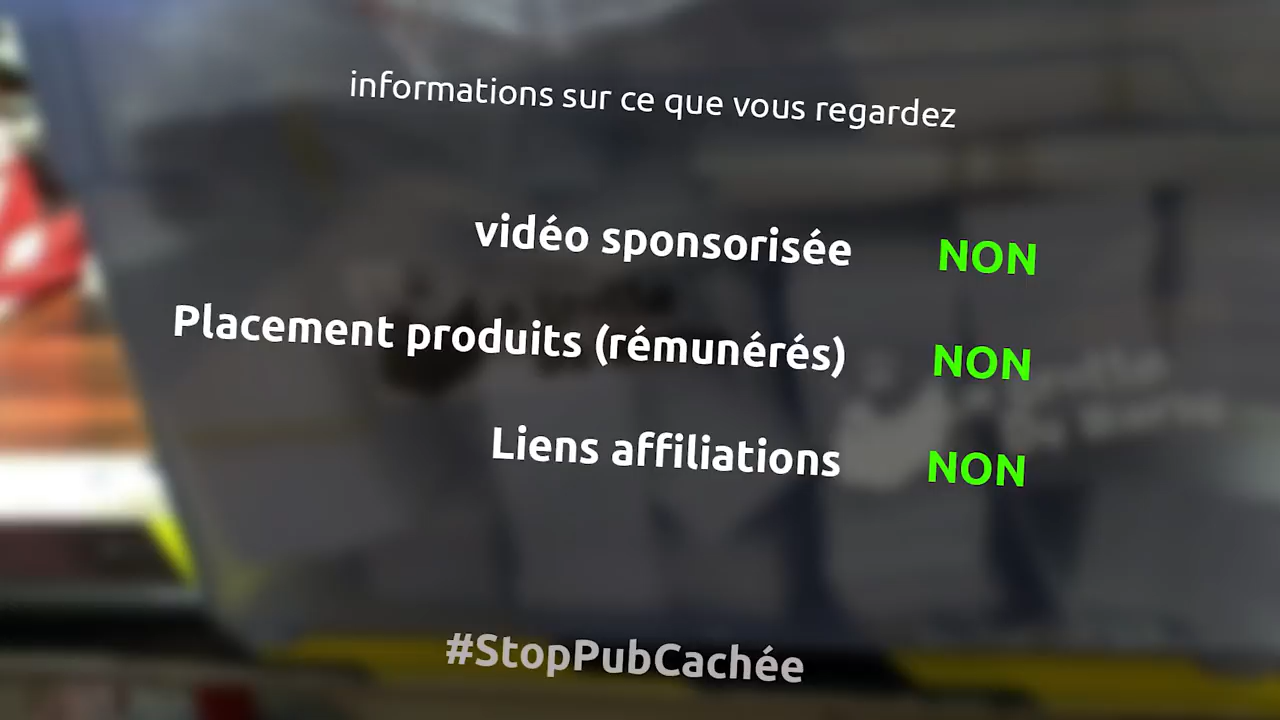 informations sur ce que vous regardez
vidéo sponsorisée NON
Placement produits (rémunérés) NON
Liens affiliations NON
#StopPubCachée